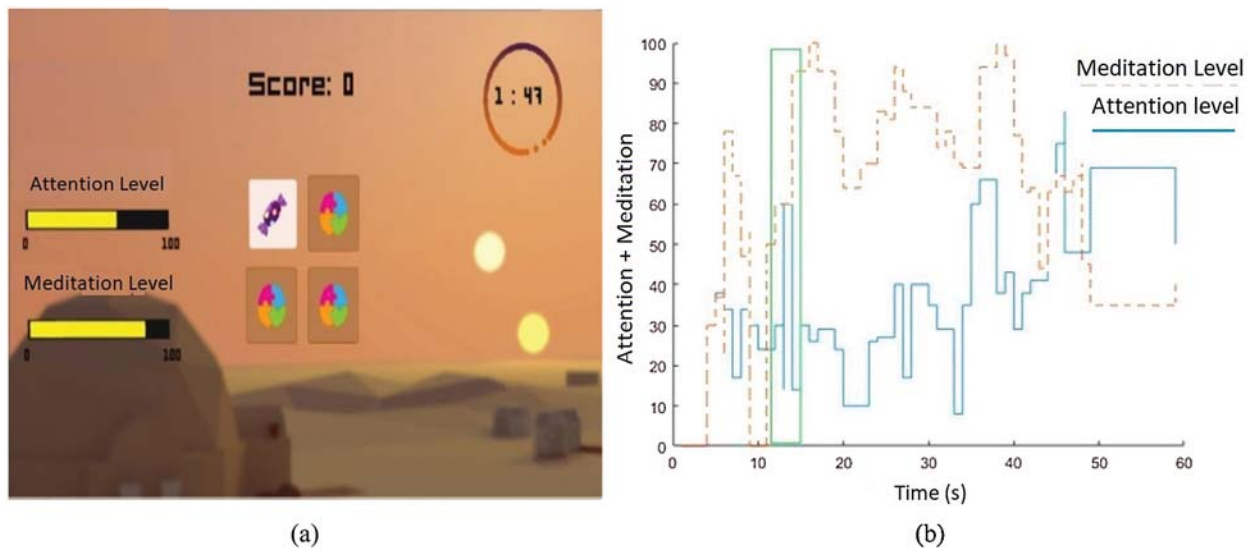 Score: 0
1 : 47
Attention Level
0 100
Meditation Level
0 100
(a)
100
90
80
70
60
50
40
30
20
10
0
0 10 20 30 40 50 60
Attention + Meditation
Time (s)
Meditation Level
Attention level
(b)